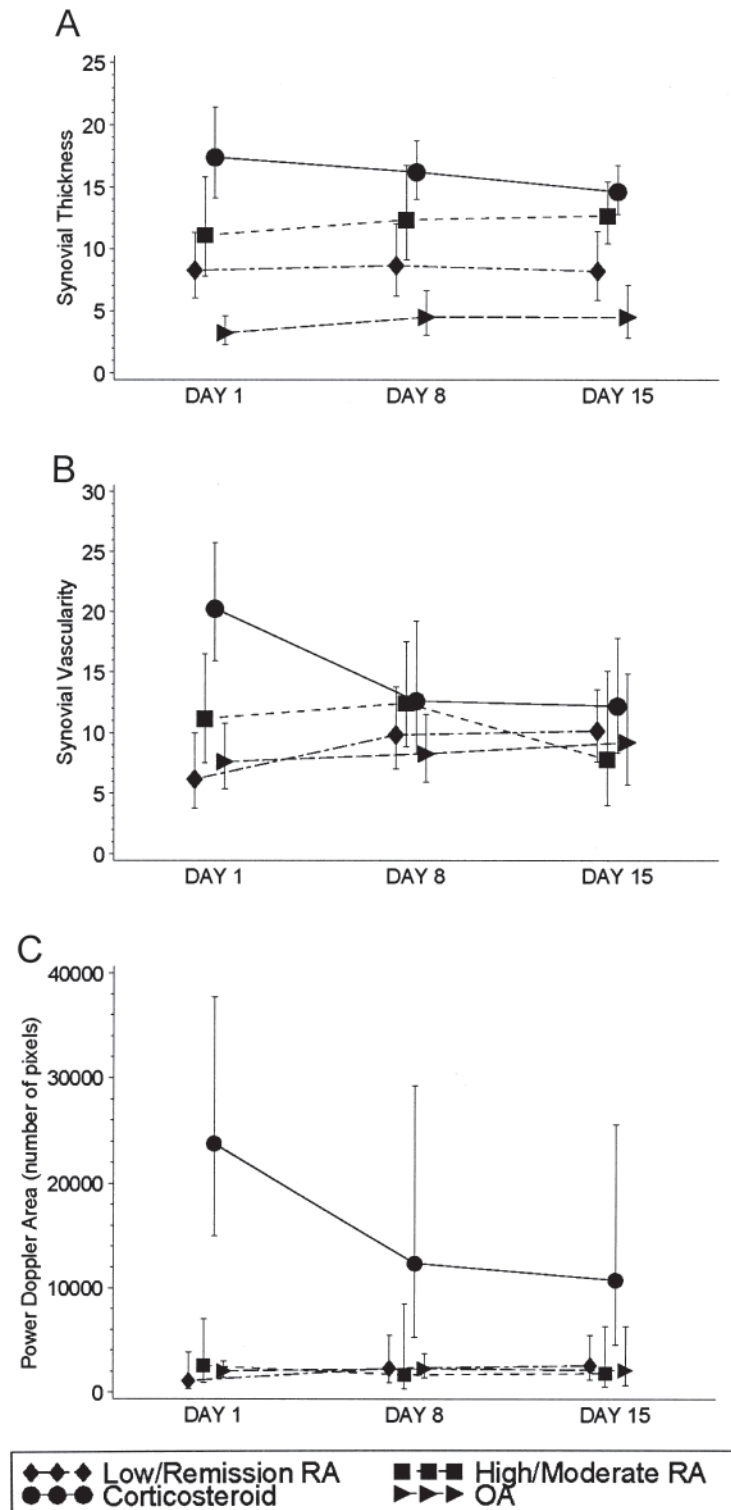 A
Synovial Thickness
25
20
15
10
5
0
DAY 1 DAY 8 DAY 15
B
Synovial Vascularity
30
25
20
15
10
5
0
DAY 1 DAY 8 DAY 15
C
Power Doppler Area (number of pixels)
40000
30000
20000
10000
0
DAY 1 DAY 8 DAY 15
Low/Remission RA High/Moderate RA
Corticosteroid OA